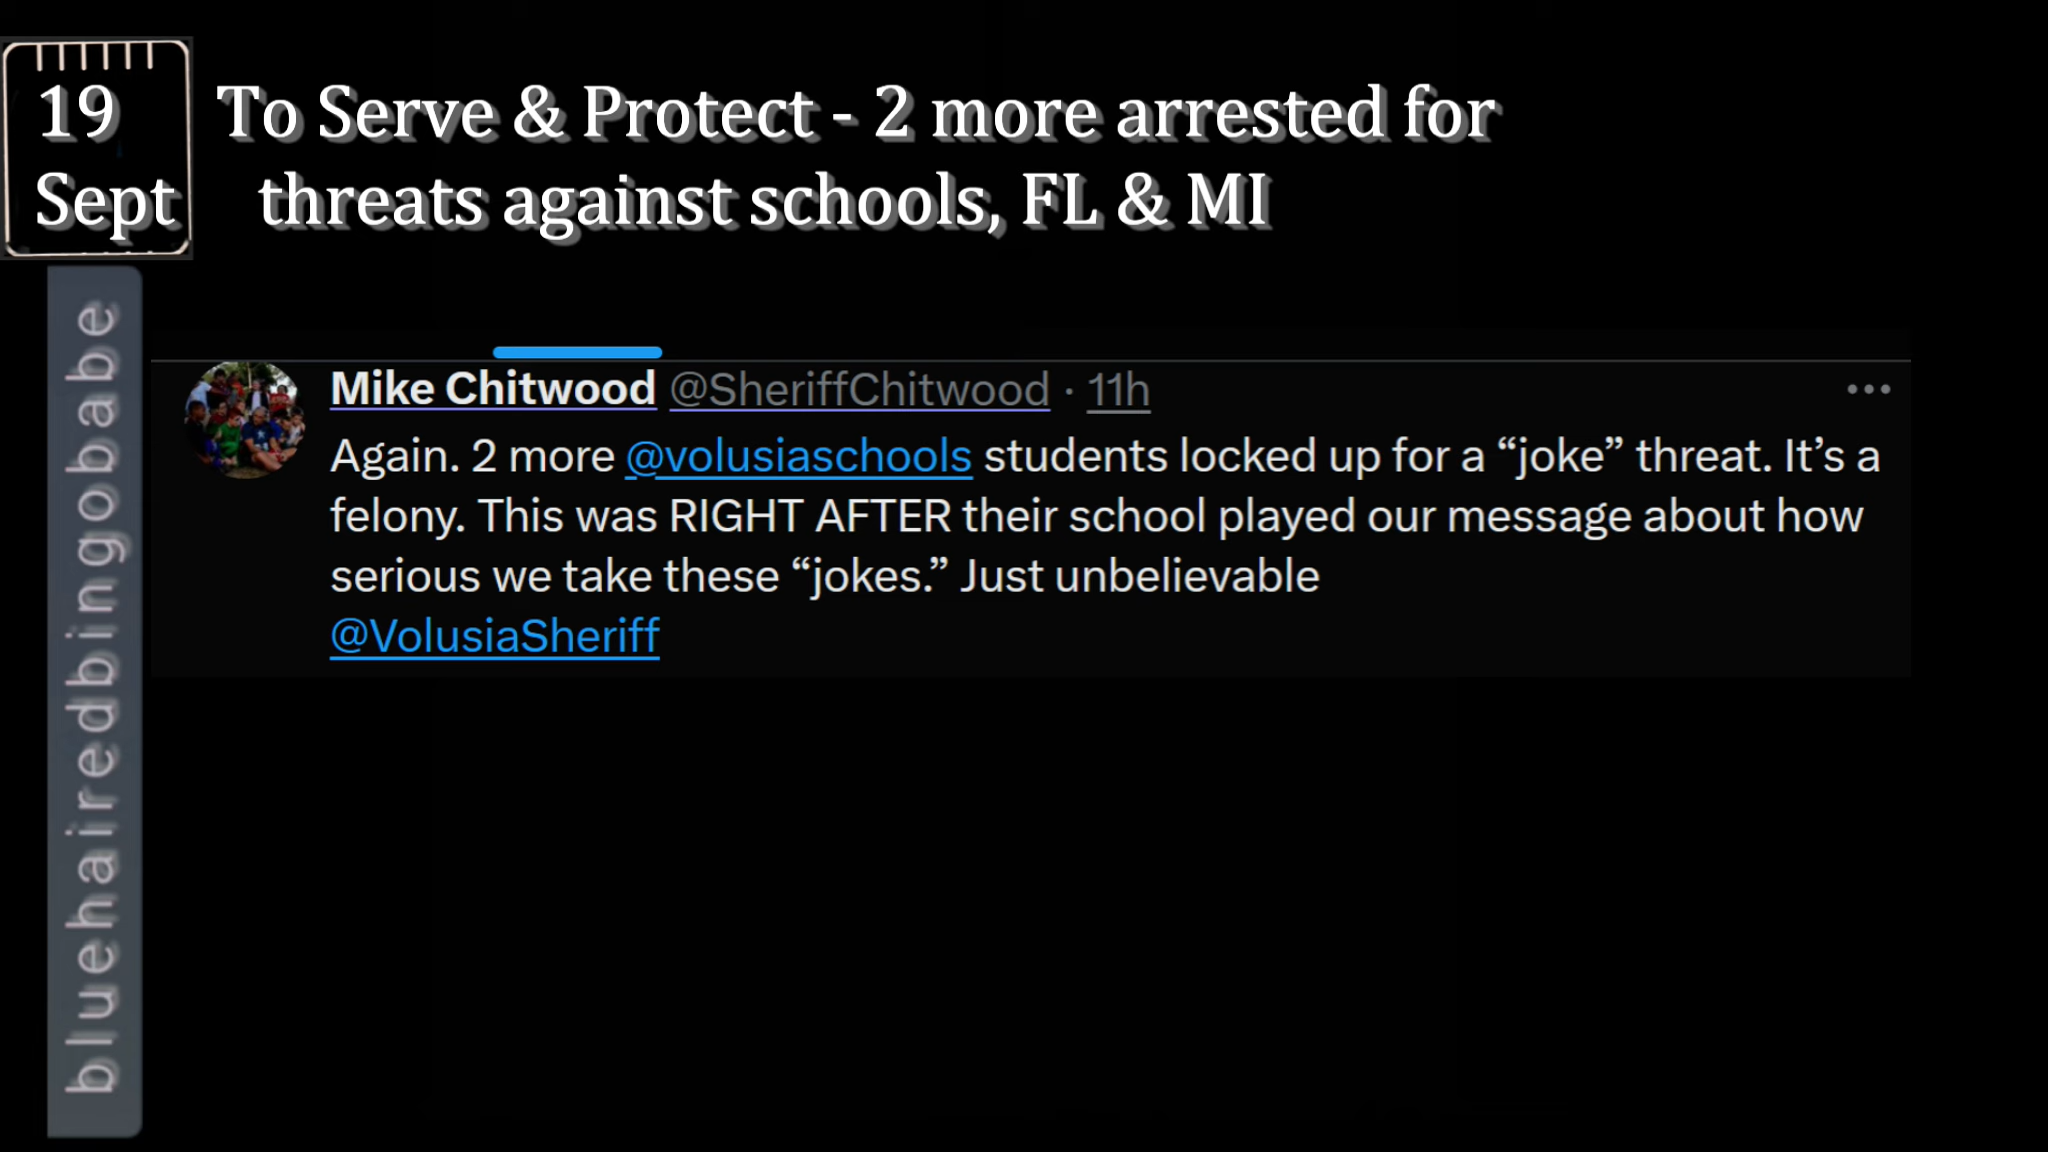 19
Sept
To Serve & Protect - 2 more arrested for
threats against schools, FL & MI
bluehairedbingobabe
Mike Chitwood @SheriffChitwood · 11h
Again. 2 more @volusiaschools students locked up for a “joke” threat. It’s a
felony. This was RIGHT AFTER their school played our message about how
serious we take these “jokes.” Just unbelievable
@VolusiaSheriff